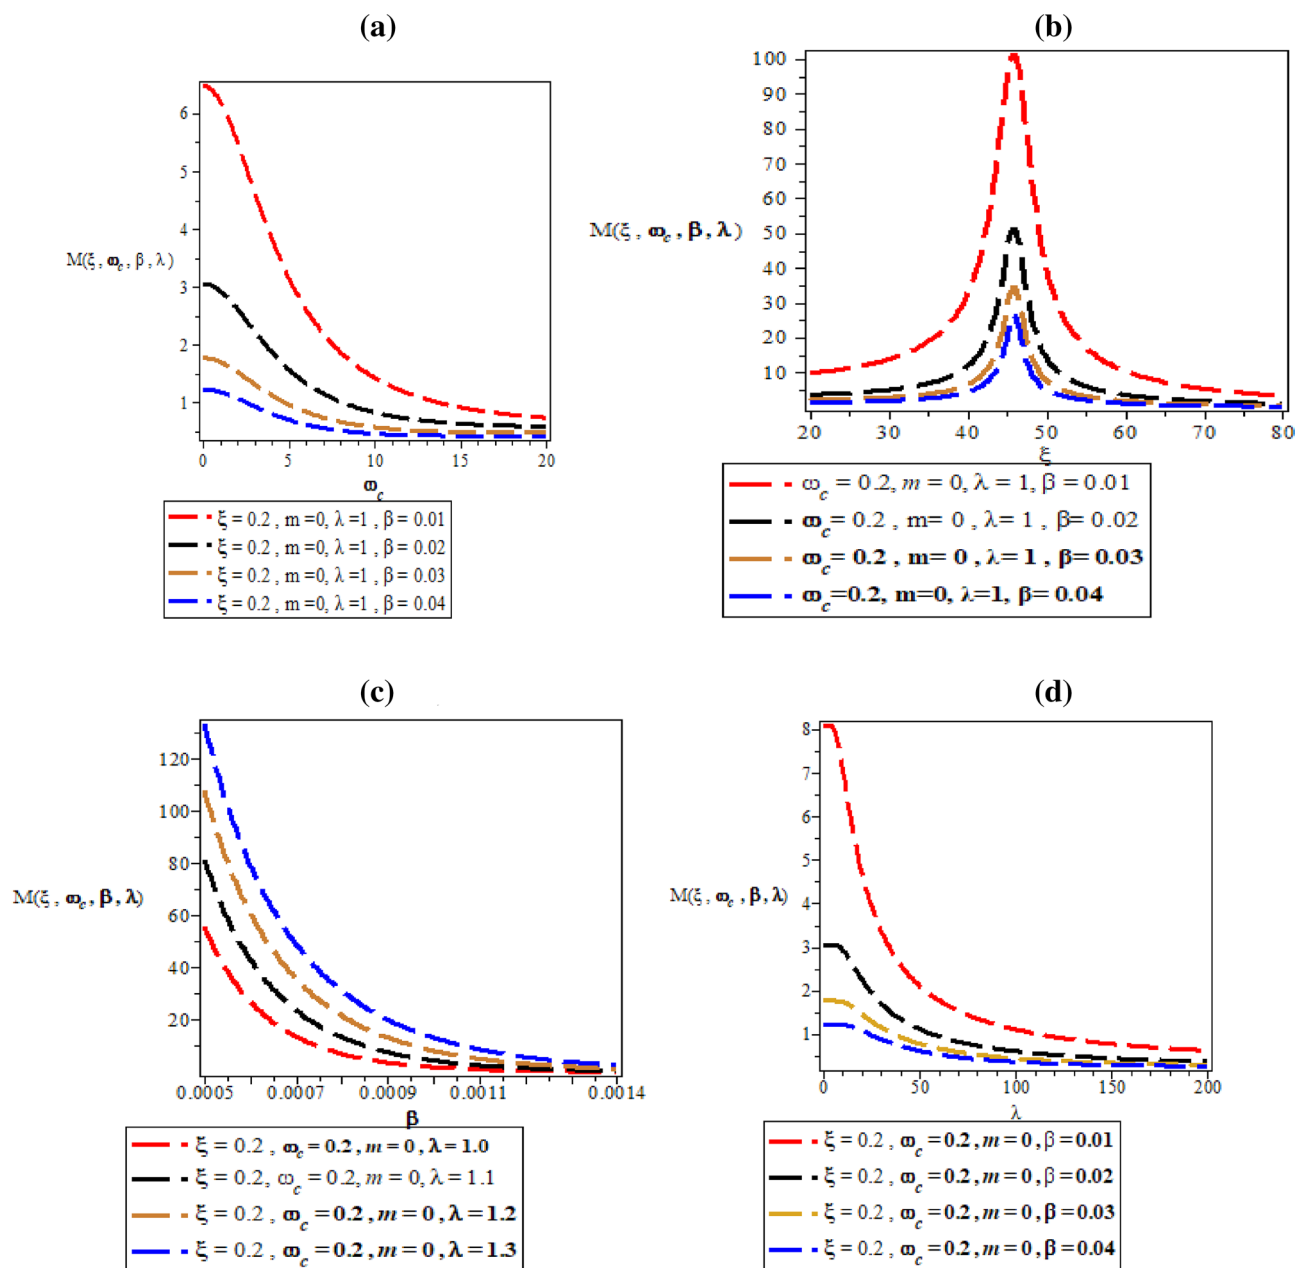 (a)
6
5
4
3
2
1
M(ξ , ω_c , β , λ)
0 5 10 15 20
ω_c
ξ = 0.2 , m=0, λ =1 , β= 0.01
ξ = 0.2 , m=0, λ =1 , β= 0.02
ξ = 0.2 , m=0, λ =1 , β= 0.03
ξ = 0.2 , m=0, λ =1 , β= 0.04
(b)
100
90
80
70
60
50
40
30
20
10
M(ξ , ω_c , β , λ)
20 30 40 50 60 70 80
ξ
ω_c = 0.2, m = 0, λ = 1, β = 0.01
ω_c = 0.2 , m= 0 , λ= 1 , β= 0.02
ω_c = 0.2 , m= 0 , λ= 1 , β= 0.03
ω_c =0.2, m=0, λ=1, β= 0.04
(c)
120
100
80
60
40
20
M(ξ , ω_c , β , λ)
0.0005 0.0007 0.0009 0.0011 0.0014
β
ξ = 0.2 , ω_c = 0.2 , m = 0 , λ = 1.0
ξ = 0.2, ω_c = 0.2, m = 0, λ = 1.1
ξ = 0.2 , ω_c = 0.2 , m = 0 , λ = 1.2
ξ = 0.2 , ω_c = 0.2 , m = 0 , λ = 1.3
(d)
8
7
6
5
4
3
2
1
M(ξ , ω_c , β , λ)
0 50 100 150 200
λ
ξ = 0.2 , ω_c = 0.2 , m = 0 , β = 0.01
ξ = 0.2 , ω_c = 0.2 , m = 0 , β = 0.02
ξ = 0.2 , ω_c = 0.2 , m = 0 , β = 0.03
ξ = 0.2 , ω_c = 0.2 , m = 0 , β = 0.04